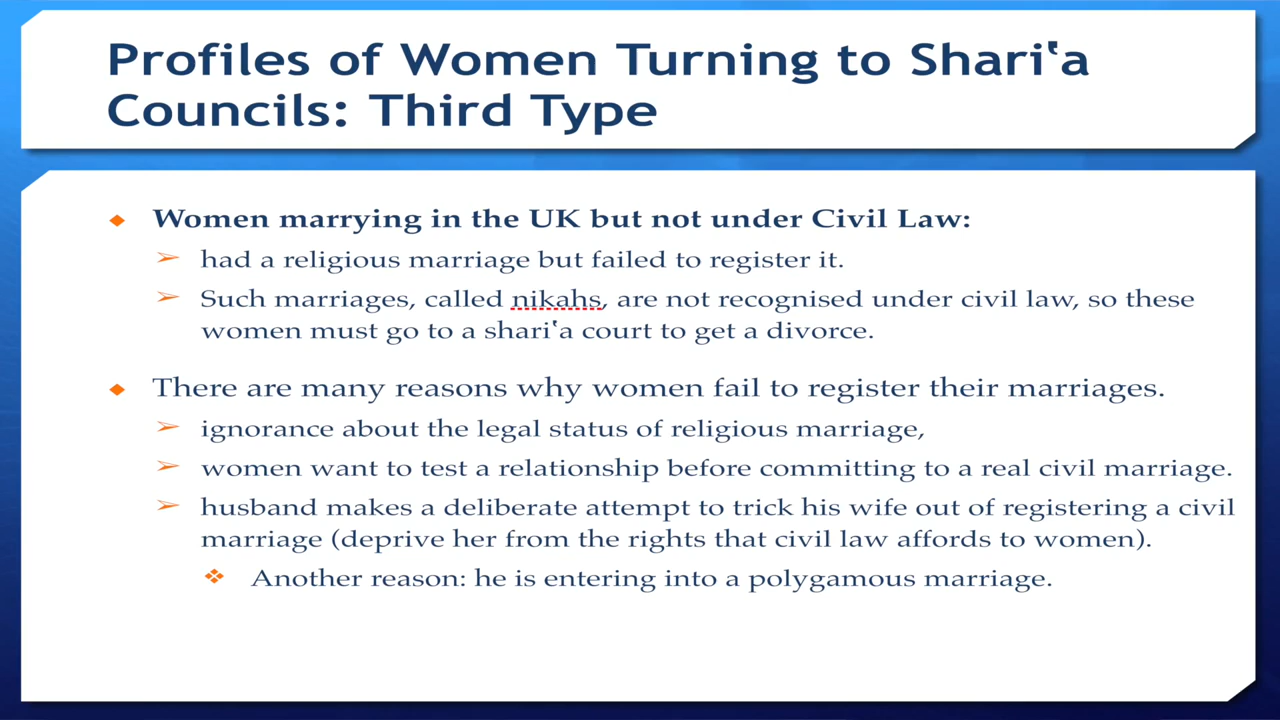 Profiles of Women Turning to Shari‛a
Councils: Third Type
Women marrying in the UK but not under Civil Law:
had a religious marriage but failed to register it.
Such marriages, called nikahs, are not recognised under civil law, so these
women must go to a shari‛a court to get a divorce.
There are many reasons why women fail to register their marriages.
ignorance about the legal status of religious marriage,
women want to test a relationship before committing to a real civil marriage.
husband makes a deliberate attempt to trick his wife out of registering a civil
marriage (deprive her from the rights that civil law affords to women).
Another reason: he is entering into a polygamous marriage.